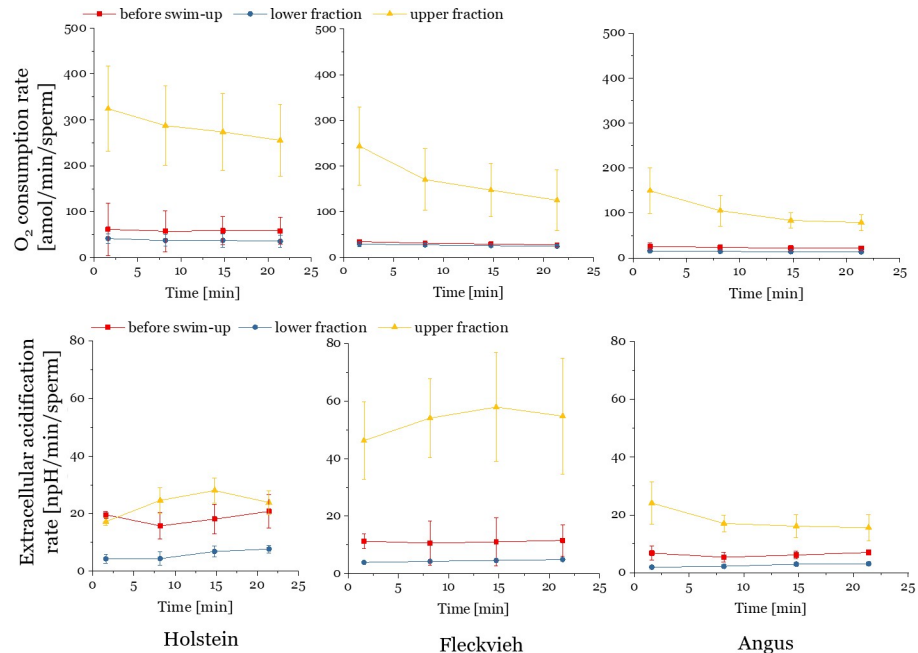 before swim-up lower fraction upper fraction
O₂ consumption rate
[amol/min/sperm]
500 500 500
400 400 400
300 300 300
200 200 200
100 100 100
0 0 0
0 5 10 15 20 25 0 5 10 15 20 25 0 5 10 15 20 25
Time [min] Time [min] Time [min]
before swim-up lower fraction upper fraction
Extracellular acidification
rate [npH/min/sperm]
80 80 80
60 60 60
40 40 40
20 20 20
0 0 0
0 5 10 15 20 25 0 5 10 15 20 25 0 5 10 15 20 25
Time [min] Time [min] Time [min]
Holstein Fleckvieh Angus